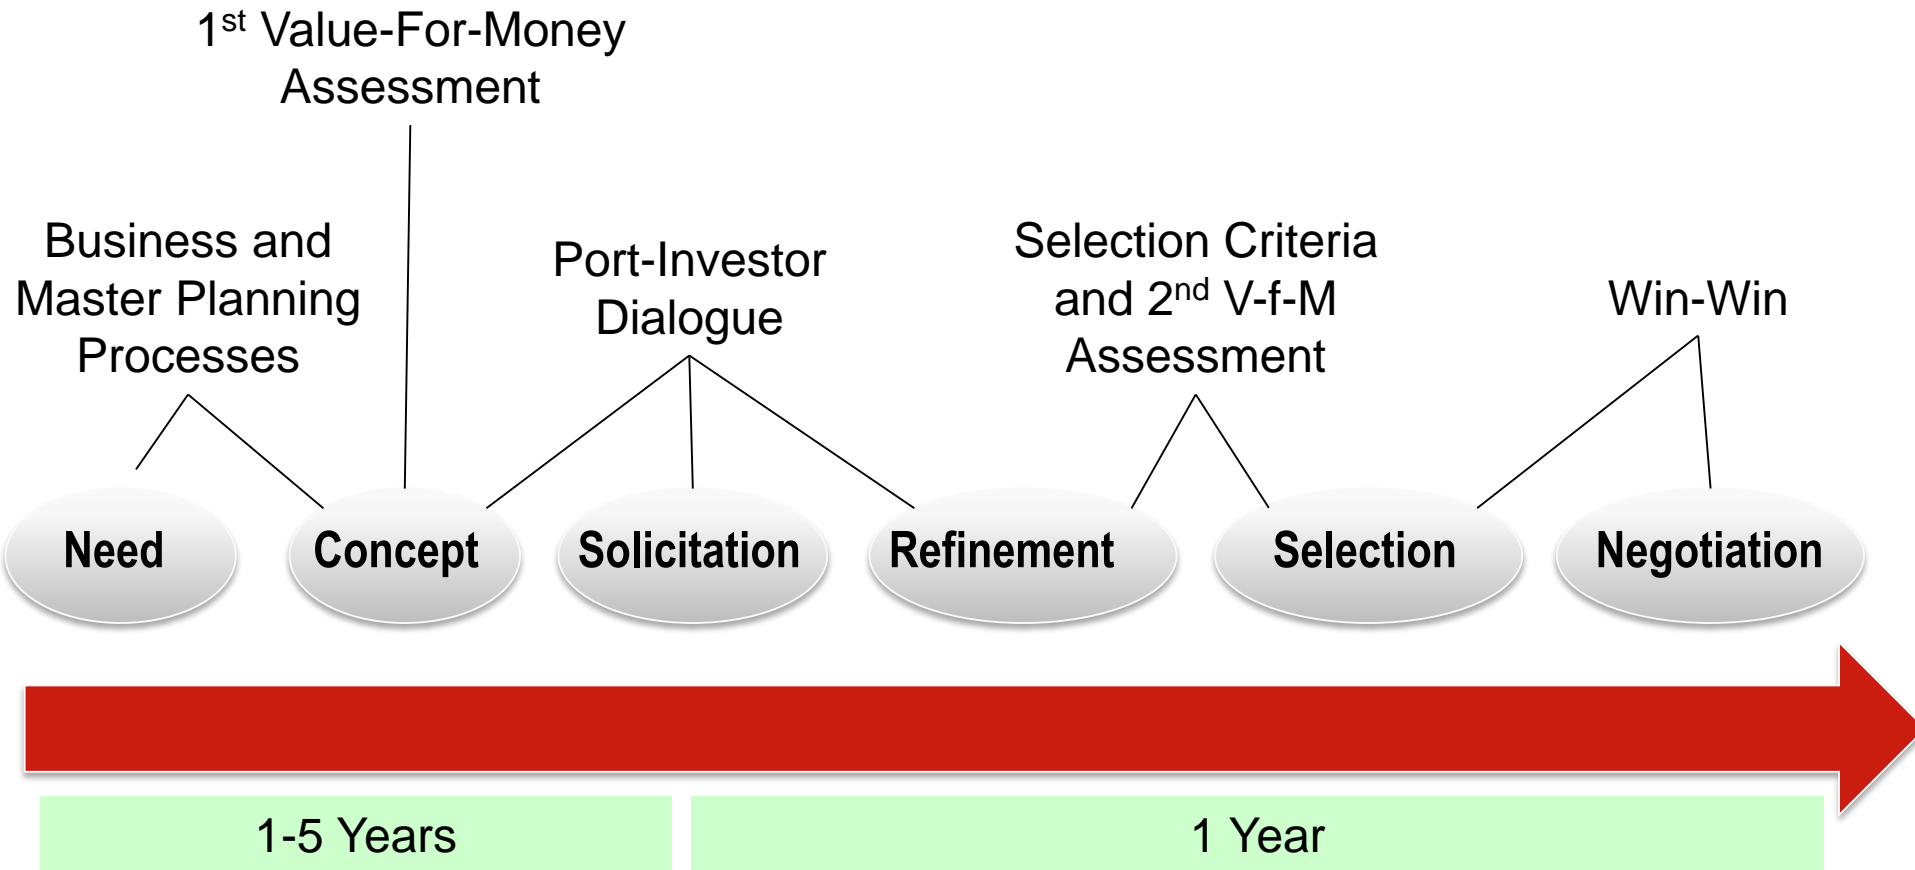 1st Value-For-Money
Assessment
Business and
Master Planning
Processes
Port-Investor
Dialogue
Selection Criteria
and 2nd V-f-M
Assessment
Win-Win
Need
Concept
Solicitation
Refinement
Selection
Negotiation
1-5 Years
1 Year